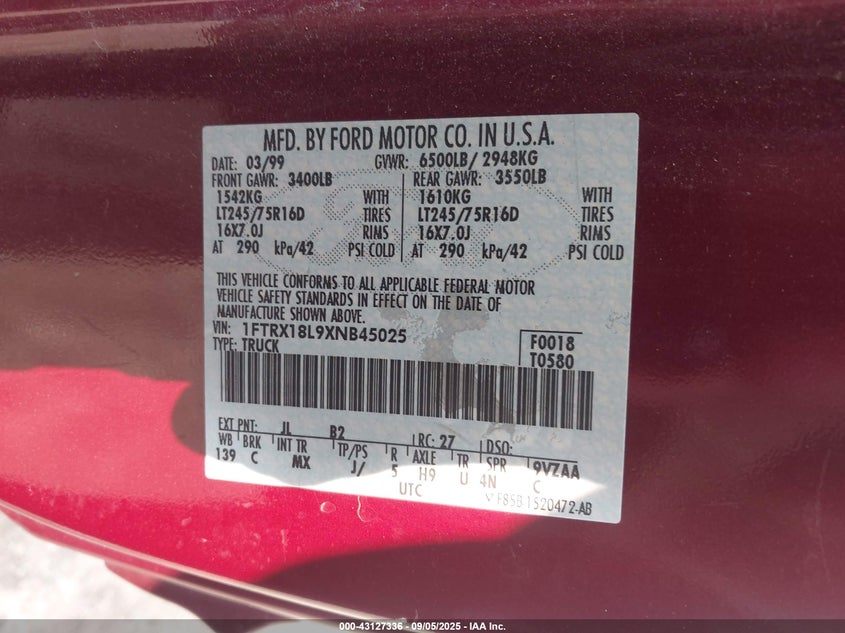 MFD. BY FORD MOTOR CO. IN U.S.A.
DATE: 03/99 GVWR: 6500LB/ 2948KG
FRONT GAWR: 3400LB REAR GAWR: 3550LB
1542KG WITH 1610KG WITH
LT245/75R16D TIRES LT245/75R16D TIRES
16X7.0J RIMS 16X7.0J RIMS
AT 290 kPa/42 PSI COLD AT 290 kPa/42 PSI COLD
THIS VEHICLE CONFORMS TO ALL APPLICABLE FEDERAL MOTOR
VEHICLE SAFETY STANDARDS IN EFFECT ON THE DATE OF
MANUFACTURE SHOWN ABOVE.
VIN: 1FTRX18L9XNB45025 F0018
TYPE: TRUCK T0580
EXT PNT: JL B2 RC: 27 DSO:
WB BRK INT TR TP/PS R AXLE TR SPR 9VZAA
139 C MX J/ 5 H9 U 4N C
UTC F85B 1520472-AB
000-43127336 - 09/05/2025 - IAA Inc.